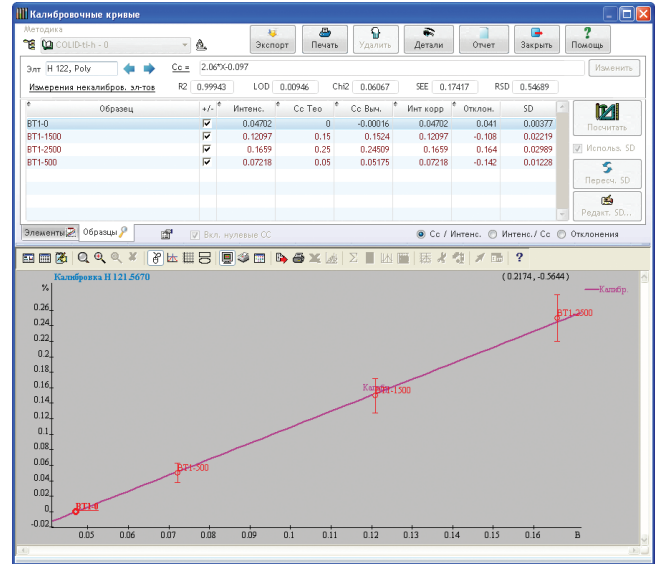 Калибровочные кривые
Методика
COLID-ti-h - 0
Экспорт Печать Удалить Детали Отчет Закрыть Помощь
Элт H 122, Poly Cc = 2.06*X-0.097 Изменить
Измерения некалибров. эл-тов R2 0.99943 LOD 0.00946 Chi2 0.06067 SEE 0.17417 RSD 0.54689
Образец +/- Интенс. Сс Тео Сс Выч. Инт корр Отклон. SD
BT1-0 0.04702 0 -0.00016 0.04702 0.041 0.00377
BT1-1500 0.12097 0.15 0.1524 0.12097 -0.108 0.02219
BT1-2500 0.1659 0.25 0.24509 0.1659 0.164 0.02989
BT1-500 0.07218 0.05 0.05175 0.07218 -0.142 0.01228
Посчитать
Использ. SD
Пересч. SD
Редакт. SD...
Элементы Образцы Вкл. нулевые СС Сс / Интенс. Интенс./ Сс Отклонения
Калибровка H 121.5670 ( 0.2174 , -0.5644 )
% Калибр.
0.26
BT1-2500
0.24
0.22
0.2
0.18
0.16
Калибр.
BT1-1500
0.14
0.12
0.1
0.08
0.06
BT1-500
0.04
0.02
BT1-0
0
-0.02
0.05 0.06 0.07 0.08 0.09 0.1 0.11 0.12 0.13 0.14 0.15 0.16 В